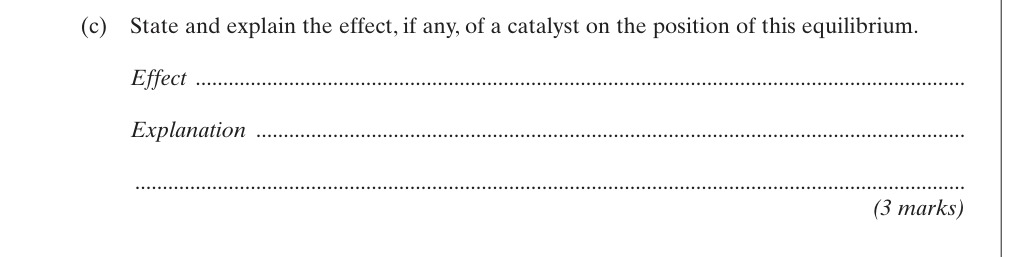 (c) State and explain the effect, if any, of a catalyst on the position of this equilibrium.
Effect ................................................................................................................................
Explanation ......................................................................................................................
................................................................................................................................................
(3 marks)